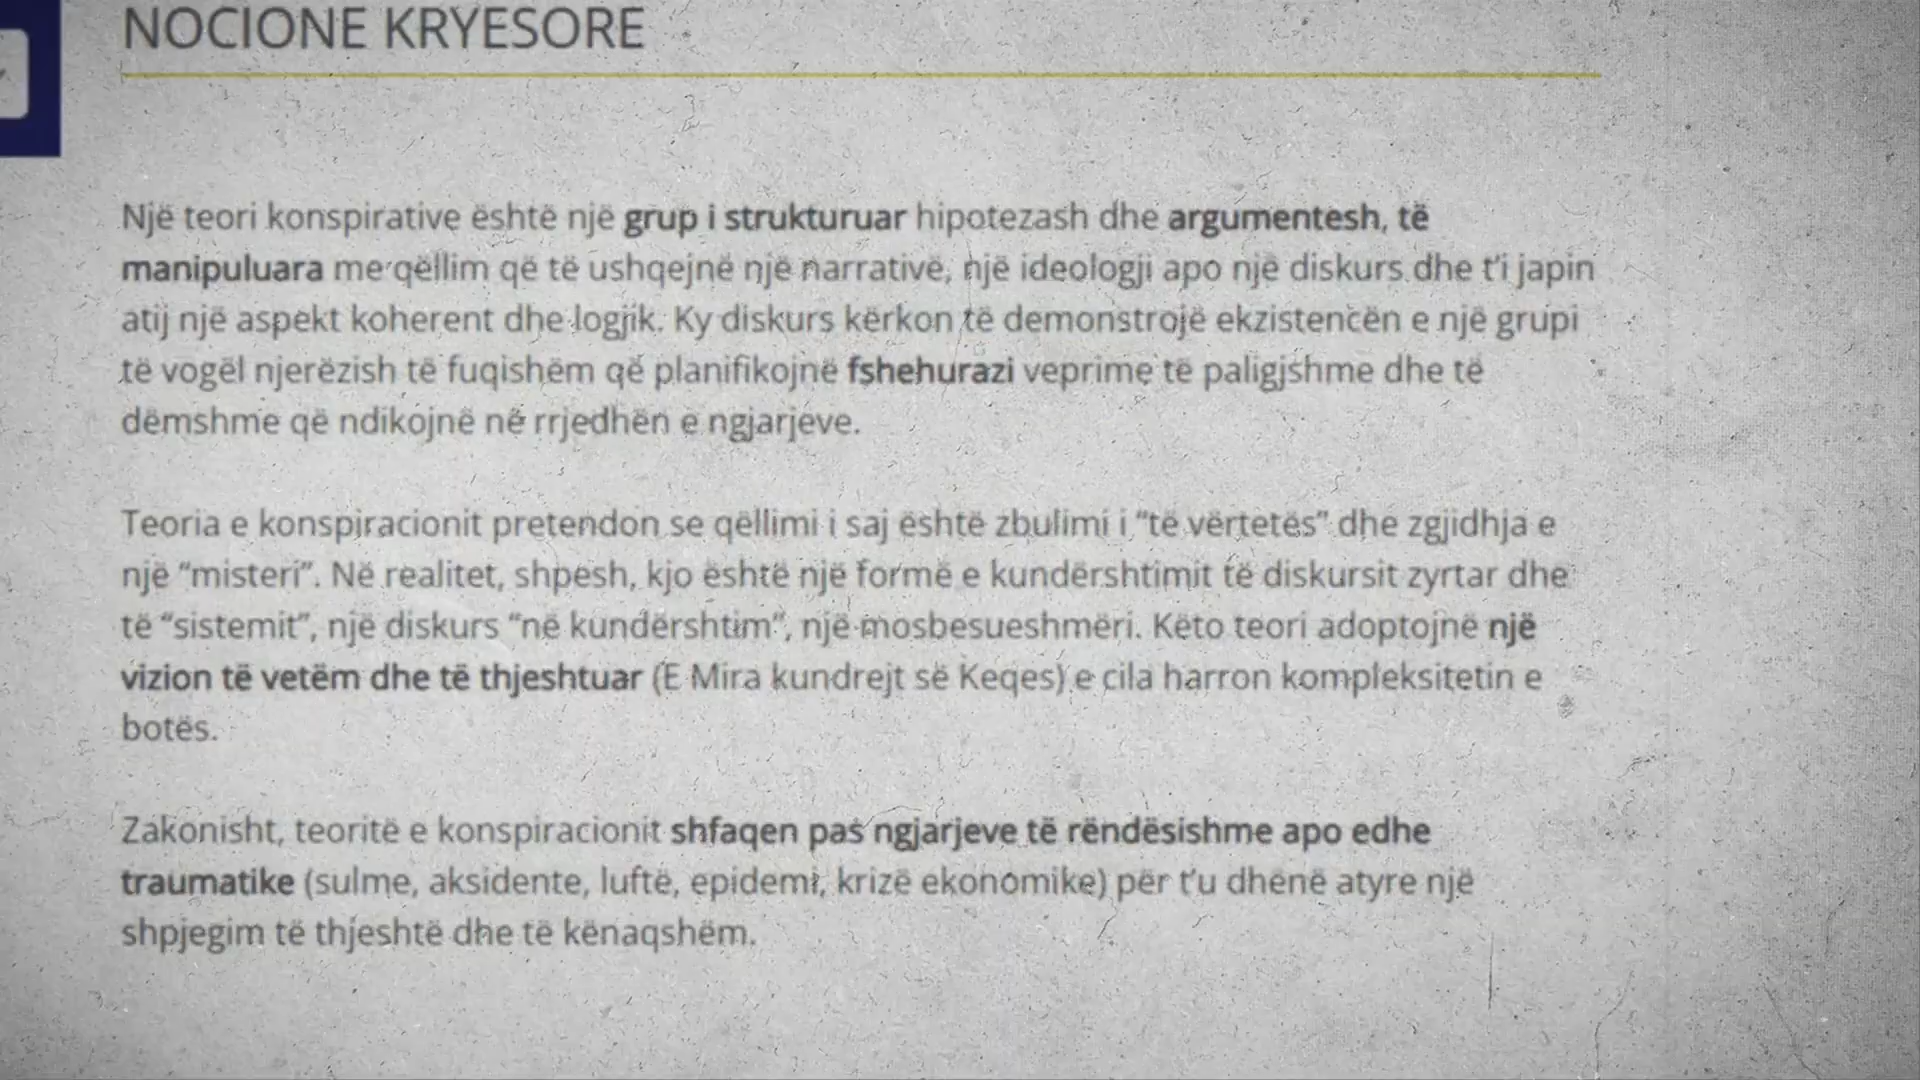 NOCIONE KRYESORE
Një teori konspirative është një grup i strukturuar hipotezash dhe argumentesh, të
manipuluara me qëllim që të ushqejnë një narrative, një ideologji apo një diskurs dhe t'i japin
atij një aspekt koherent dhe logjik. Ky diskurs kërkon të demonstrojë ekzistencën e një grupi
të vogël njerëzish të fuqishëm që planifikojnë fshehurazi veprime të paligjshme dhe të
dëmshme që ndikojnë në rrjedhën e ngjarjeve.
Teoria e konspiracionit pretendon se qëllimi i saj është zbulimi i “të vërtetës” dhe zgjidhja e
një “misteri”. Në realitet, shpesh, kjo është një formë e kundërshtimit të diskursit zyrtar dhe
të “sistemit”, një diskurs “në kundërshtim”, një mosbesueshmëri. Këto teori adoptojnë një
vizion të vetëm dhe të thjeshtuar (E Mira kundrejt së Keqes) e cila harron kompleksitetin e
botës.
Zakonisht, teoritë e konspiracionit shfaqen pas ngjarjeve të rëndësishme apo edhe
traumatike (sulme, aksidente, luftë, epidemi, krizë ekonomike) për t'u dhënë atyre një
shpjegim të thjeshtë dhe të kënaqshëm.